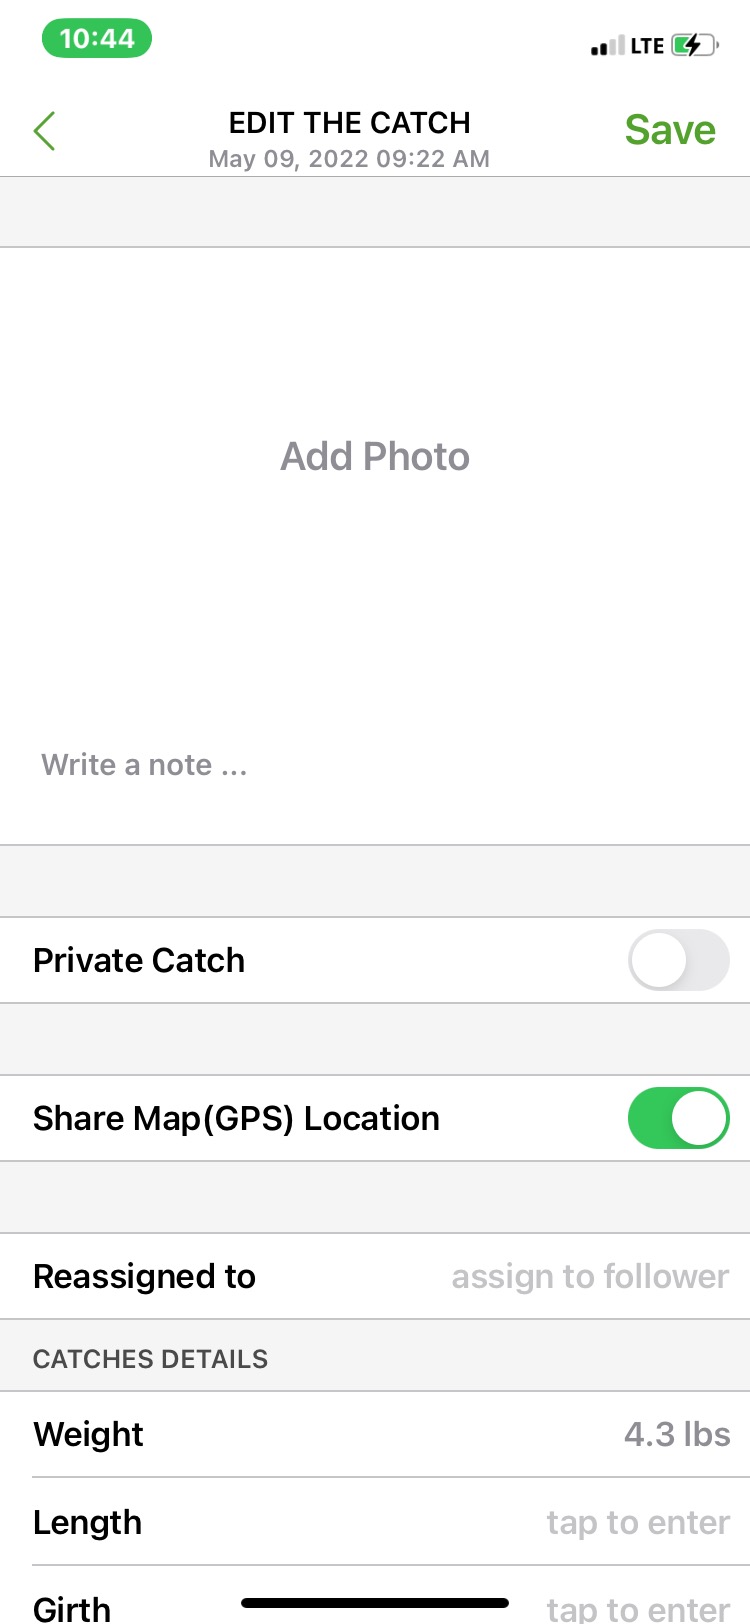 10:44
LTE
EDIT THE CATCH
Save
May 09, 2022 09:22 AM
Add Photo
Write a note ...
Private Catch
Share Map(GPS) Location
Reassigned to
assign to follower
CATCHES DETAILS
Weight
4.3 lbs
Length
tap to enter
Girth
tap to enter